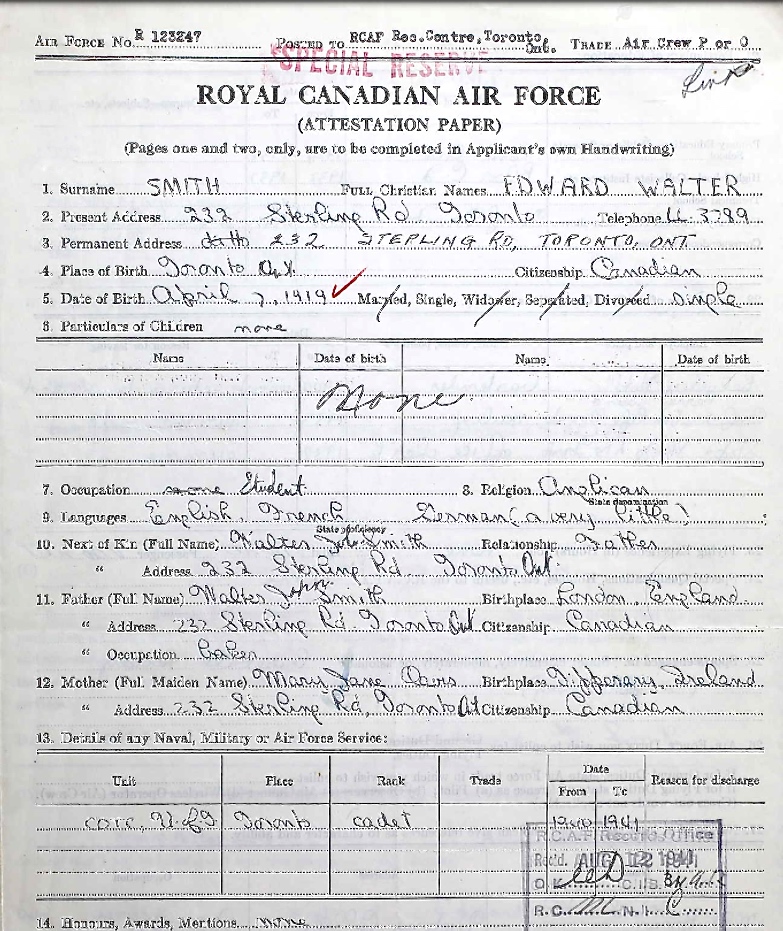 AIR FORCE NO. R 123247 POSTED TO RCAF Rec. Centre, Toronto, Ont. TRADE Air Crew P or O
SPECIAL RESERVE
ROYAL CANADIAN AIR FORCE
(ATTESTATION PAPER)
(Pages one and two, only, are to be completed in Applicant's own Handwriting)
1. Surname SMITH FULL CHRISTIAN NAMES EDWARD WALTER
2. Present Address 232 Sterling Rd Toronto Telephone LL 3789
3. Permanent Address ditto 232 STERLING RD, TORONTO, ONT
4. Place of Birth Toronto Ont. Citizenship Canadian
5. Date of Birth April 7, 1919 Married, Single, Widower, Separated, Divorced single
6. Particulars of Children none
Name Date of birth Name Date of birth
None
7. Occupation none Student 8. Religion Anglican
State denomination
9. Languages English, French German (a very little)
State proficiency
10. Next of Kin (Full Name) Walter John Smith Relationship Father
" Address 232 Sterling Rd. Toronto Ont.
11. Father (Full Name) Walter John Smith Birthplace London, England
" Address 232 Sterling Rd. Toronto Ont Citizenship Canadian
" Occupation Baker
12. Mother (Full Maiden Name) Mary Jane Davis Birthplace Tipperary, Ireland
" Address 232 Sterling Rd, Toronto Ont Citizenship Canadian
13. Details of any Naval, Military or Air Force Service:
Unit Place Rank Trade Date Reason for discharge
From To
COTC, U. of T. Toronto cadet 1940 1941
R.C.A.F. Records Office
Rec'd. AUG 12 1941
O.K. C.I.B.
R.C. N.I.
14. Honours, Awards, Mentions none